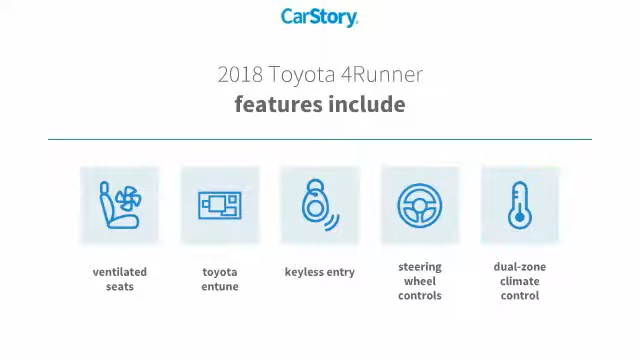 CarStory.
2018 Toyota 4Runner
features include
ventilated
seats
toyota
entune
keyless entry
steering
wheel
controls
dual-zone
climate
control